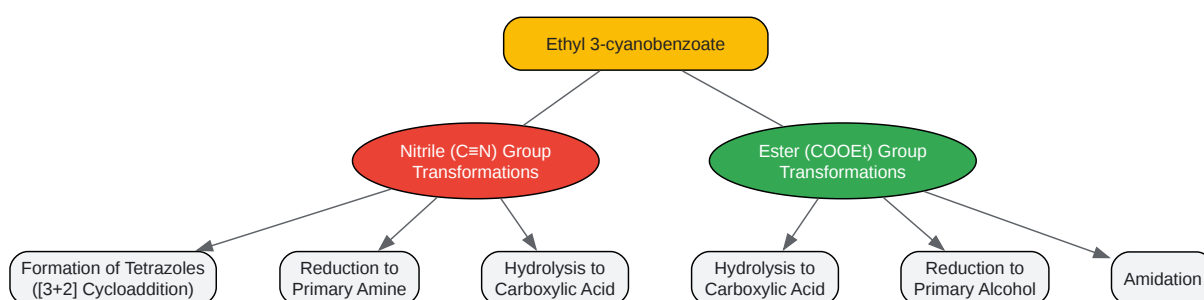 Ethyl 3-cyanobenzoate
Nitrile (C≡N) Group
Transformations
Ester (COOEt) Group
Transformations
Formation of Tetrazoles
([3+2] Cycloaddition)
Reduction to
Primary Amine
Hydrolysis to
Carboxylic Acid
Hydrolysis to
Carboxylic Acid
Reduction to
Primary Alcohol
Amidation